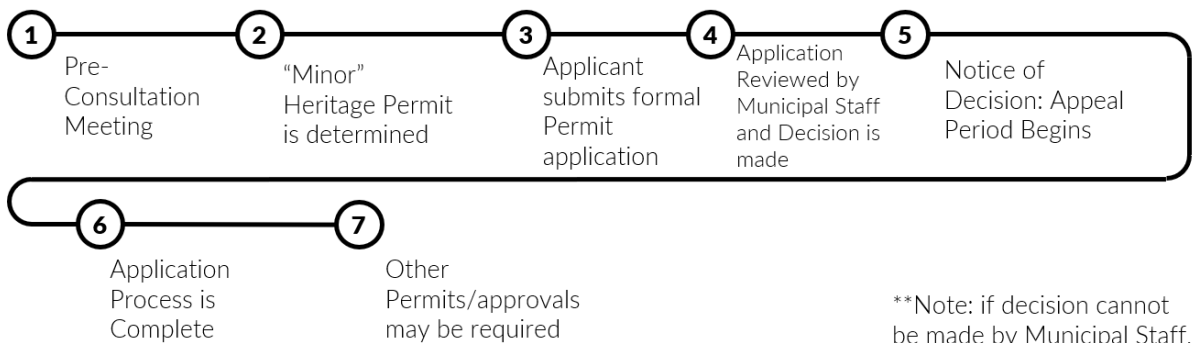 1
Pre-
Consultation
Meeting
2
“Minor”
Heritage Permit
is determined
3
Applicant
submits formal
Permit
application
4
Application
Reviewed by
Municipal Staff
and Decision is
made
5
Notice of
Decision: Appeal
Period Begins
6
Application
Process is
Complete
7
Other
Permits/approvals
may be required
**Note: if decision cannot
be made by Municipal Staff,